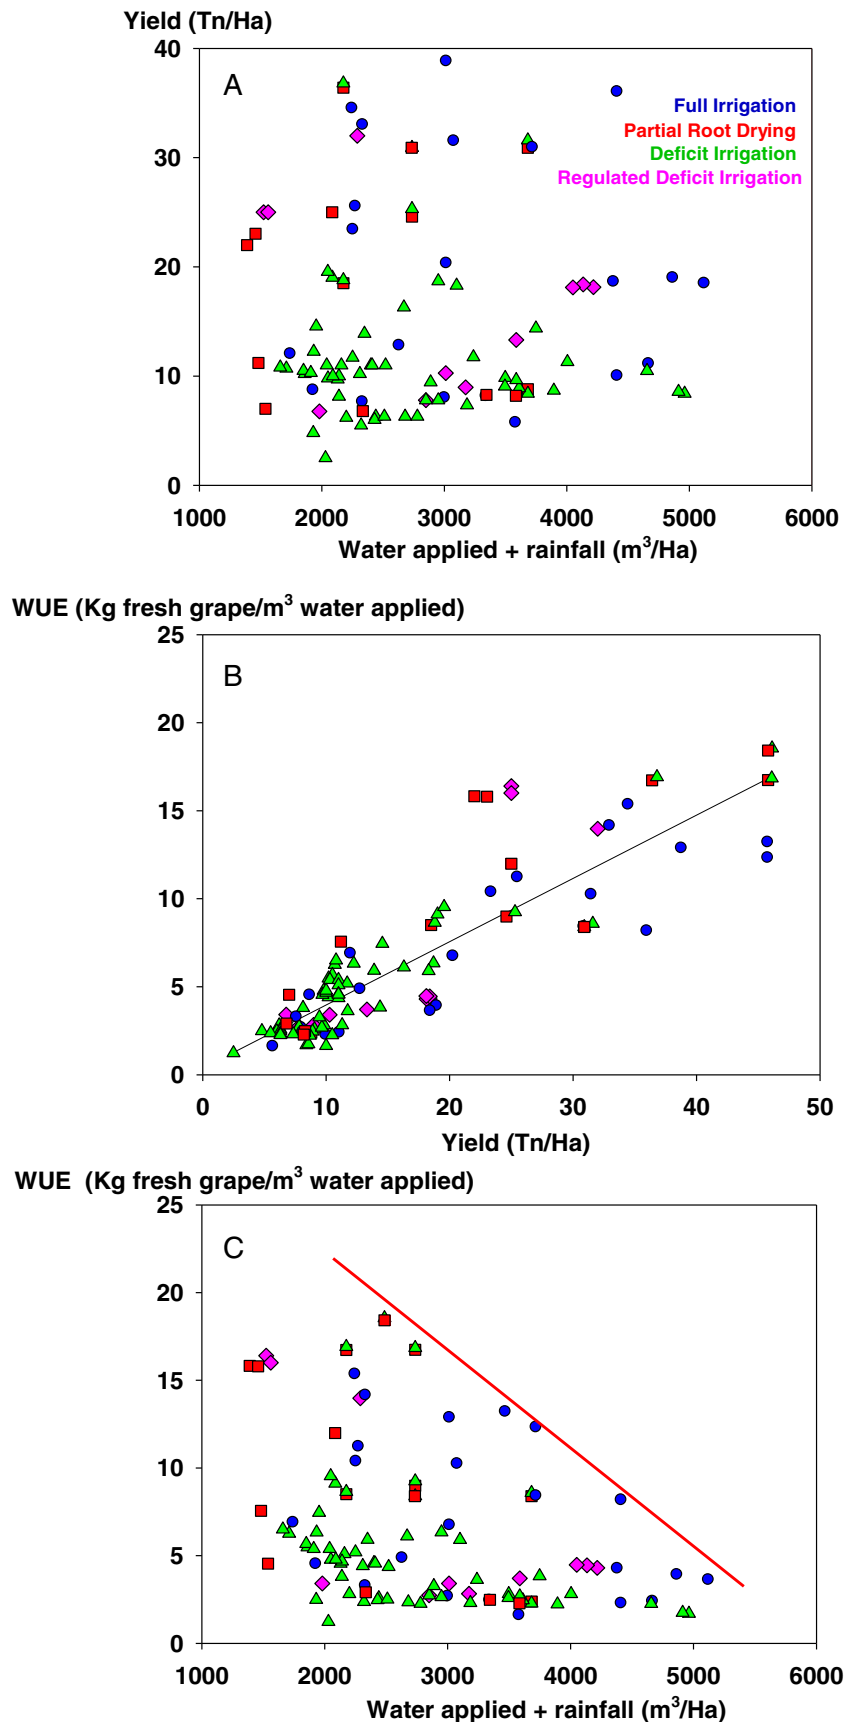 Yield (Tn/Ha)
40
A
Full Irrigation
Partial Root Drying
Deficit Irrigation
Regulated Deficit Irrigation
30
20
10
0
1000 2000 3000 4000 5000 6000
Water applied + rainfall (m³/Ha)
WUE (Kg fresh grape/m³ water applied)
25
B
20
15
10
5
0
0 10 20 30 40 50
Yield (Tn/Ha)
WUE (Kg fresh grape/m³ water applied)
25
C
20
15
10
5
0
1000 2000 3000 4000 5000 6000
Water applied + rainfall (m³/Ha)